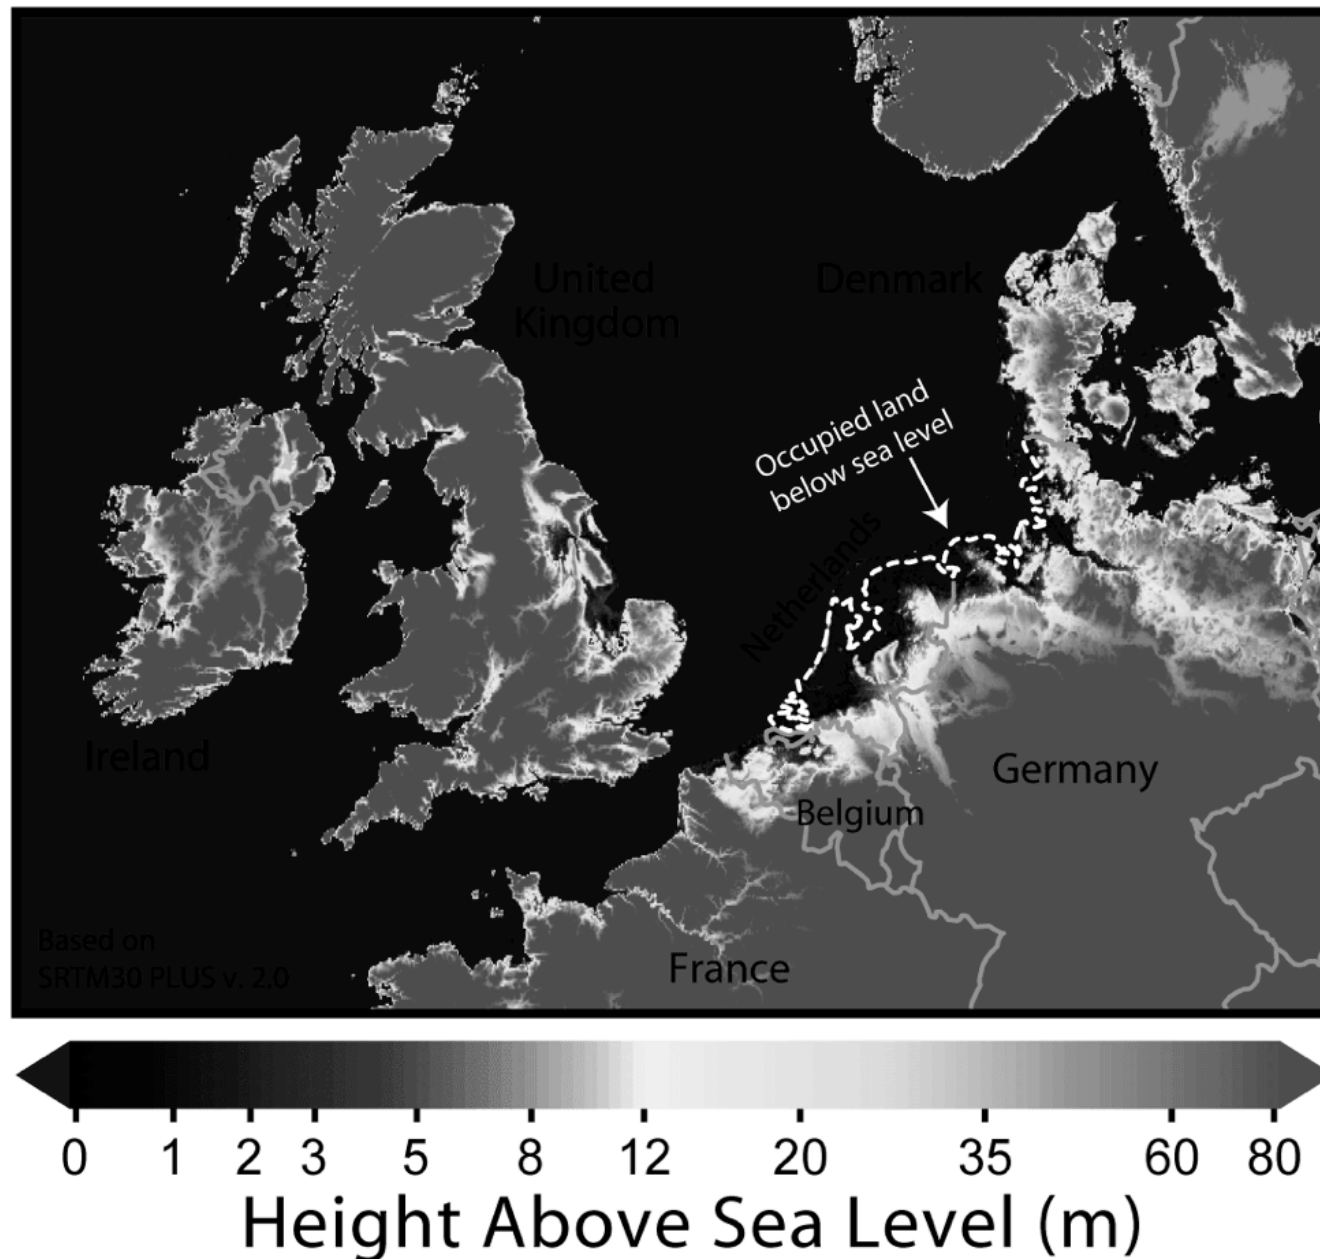 United
Kingdom
Denmark
Occupied land
below sea level
Netherlands
Ireland
Germany
Belgium
Based on
SRTM30 PLUS v. 2.0
France
0 1 2 3 5 8 12 20 35 60 80
Height Above Sea Level (m)